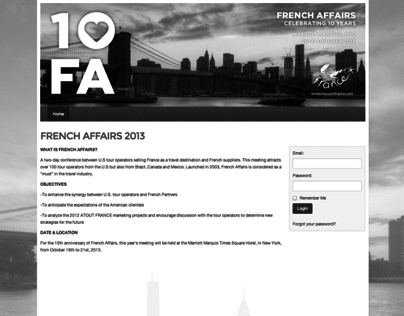 10
FA
FRENCH AFFAIRS
CELEBRATING 10 YEARS
MARRIOTT MARQUIS, NYC
france
Home
FRENCH AFFAIRS 2013
WHAT IS FRENCH AFFAIRS?
A two-day conference between U.S tour operators selling France as a travel destination and French suppliers. This meeting attracts
over 100 tour operators from the U.S but also from Brazil, Canada and Mexico. Launched in 2003, French Affairs is considered as a
"must" in the travel industry.
OBJECTIVES
-To enhance the synergy between U.S. tour operators and French Partners
-To anticipate the expectations of the American clientele
-To analyze the 2012 ATOUT FRANCE marketing projects and encourage discussion with the tour operators to determine new
strategies for the future
DATE & LOCATION
For the 10th anniversary of French Affairs, this year's meeting will be held at the Marriott Marquis Times Square Hotel, in New York,
from October 19th to 21st, 2013.
Email:
Password:
Remember Me
Login
Forgot your password?